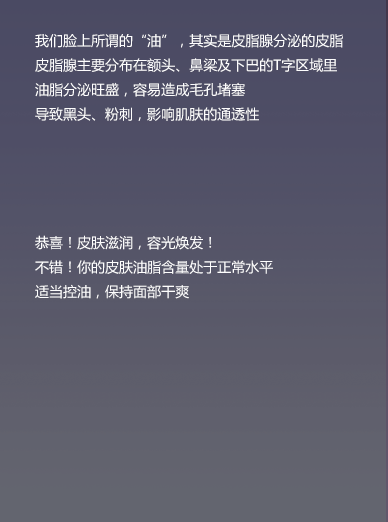 我们脸上所谓的“油”，其实是皮脂腺分泌的皮脂
皮脂腺主要分布在额头、鼻梁及下巴的T字区域里
油脂分泌旺盛，容易造成毛孔堵塞
导致黑头、粉刺，影响肌肤的通透性
恭喜！皮肤滋润，容光焕发！
不错！你的皮肤油脂含量处于正常水平
适当控油，保持面部干爽